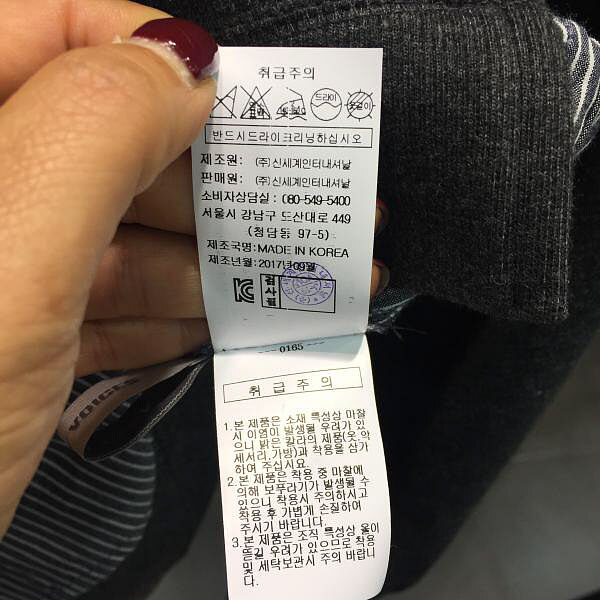 취급주의
드라이
반드시드라이크리닝하십시오
제조원: (주)신세계인터내셔날
판매원: (주)신세계인터내셔날
소비자상담실: 080-549-5400
서울시 강남구 도산대로 449
(청담동 97-5)
제조국명:MADE IN KOREA
제조년월:2017년09월
검사필
0165
VOICE
취급주의
1.본 제품은 소재 특성상 마찰
시 이염이 발생될 우려가 있
으니 밝은 칼라의 제품(옷,악
세서리,가방)과 착용을 삼가
하여 주십시요.
2.본 제품은 착용 중 마찰에
의해 보푸라기가 발생될 수
있으니 착용시 주의하시고
착용 후 가볍게 손질하여
주시기 바랍니다.
3.본 제품은 조직 특성상 올이
뜯길 우려가 있으므로 착용
및 세탁보관시 주의 바랍니
다.